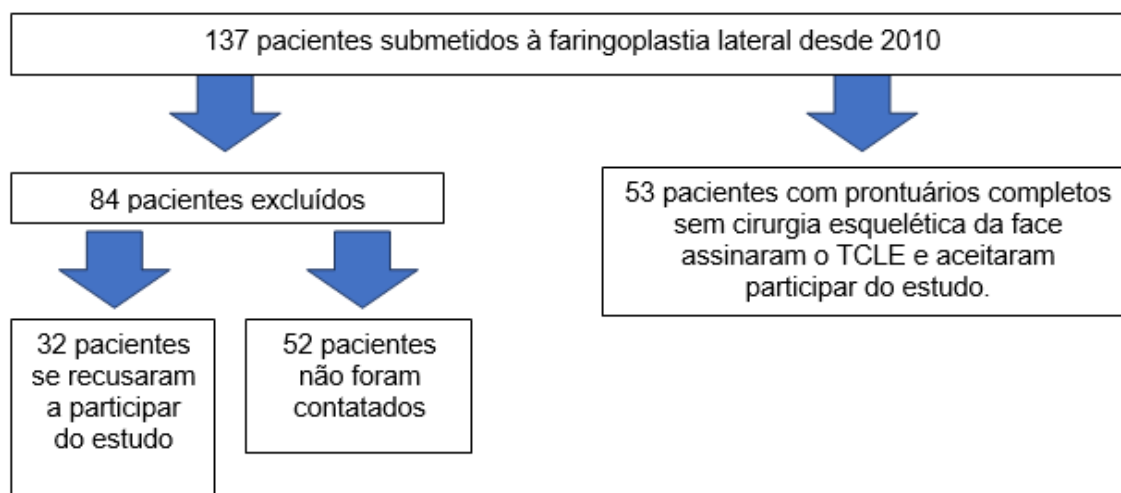 137 pacientes submetidos à faringoplastia lateral desde 2010
84 pacientes excluídos
53 pacientes com prontuários completos
sem cirurgia esquelética da face
assinaram o TCLE e aceitaram
participar do estudo.
32 pacientes
se recusaram
a participar
do estudo
52 pacientes
não foram
contatados